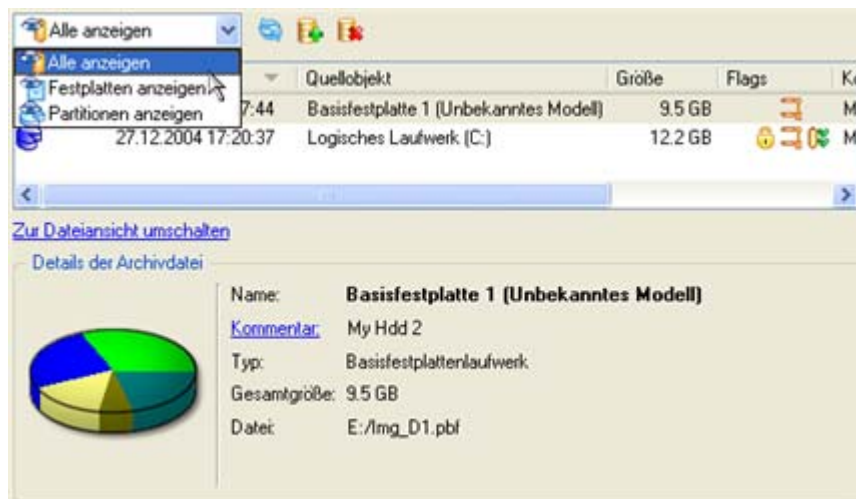 Alle anzeigen
Alle anzeigen
Festplatten anzeigen
Partitionen anzeigen
Quellobjekt Größe Flags
7:44 Basisfestplatte 1 (Unbekanntes Modell) 9.5 GB M
27.12.2004 17:20:37 Logisches Laufwerk (C:) 12.2 GB M
Zur Dateiansicht umschalten
Details der Archivdatei
Name: Basisfestplatte 1 (Unbekanntes Modell)
Kommentar: My Hdd 2
Typ: Basisfestplattenlaufwerk
Gesamtgröße: 9.5 GB
Datei: E:/Img_D1.pbf